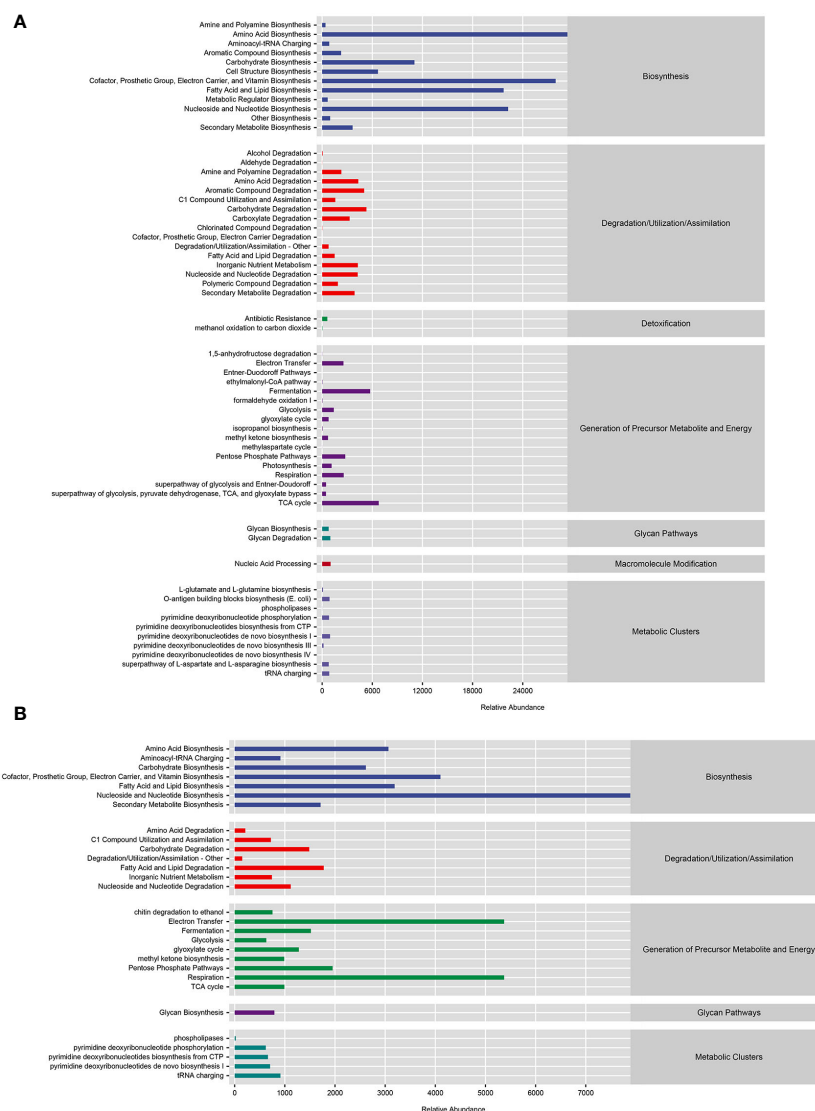 A
Amine and Polyamine Biosynthesis
Amino Acid Biosynthesis
Aminoacyl-tRNA Charging
Aromatic Compound Biosynthesis
Carbohydrate Biosynthesis
Cell Structure Biosynthesis
Cofactor, Prosthetic Group, Electron Carrier, and Vitamin Biosynthesis
Fatty Acid and Lipid Biosynthesis
Metabolic Regulator Biosynthesis
Nucleoside and Nucleotide Biosynthesis
Other Biosynthesis
Secondary Metabolite Biosynthesis
Biosynthesis
Alcohol Degradation
Aldehyde Degradation
Amine and Polyamine Degradation
Amino Acid Degradation
Aromatic Compound Degradation
C1 Compound Utilization and Assimilation
Carbohydrate Degradation
Carboxylate Degradation
Chlorinated Compound Degradation
Cofactor, Prosthetic Group, Electron Carrier Degradation
Degradation/Utilization/Assimilation - Other
Fatty Acid and Lipid Degradation
Inorganic Nutrient Metabolism
Nucleoside and Nucleotide Degradation
Polymeric Compound Degradation
Secondary Metabolite Degradation
Degradation/Utilization/Assimilation
Antibiotic Resistance
methanol oxidation to carbon dioxide
Detoxification
1,5-anhydrofructose degradation
Electron Transfer
Entner-Duodoroff Pathways
ethylmalonyl-CoA pathway
Fermentation
formaldehyde oxidation I
Glycolysis
glyoxylate cycle
isopropanol biosynthesis
methyl ketone biosynthesis
methylaspartate cycle
Pentose Phosphate Pathways
Photosynthesis
Respiration
superpathway of glycolysis and Entner-Doudoroff
superpathway of glycolysis, pyruvate dehydrogenase, TCA, and glyoxylate bypass
TCA cycle
Generation of Precursor Metabolite and Energy
Glycan Biosynthesis
Glycan Degradation
Glycan Pathways
Nucleic Acid Processing
Macromolecule Modification
L-glutamate and L-glutamine biosynthesis
O-antigen building blocks biosynthesis (E. coli)
phospholipases
pyrimidine deoxyribonucleotide phosphorylation
pyrimidine deoxyribonucleotides biosynthesis from CTP
pyrimidine deoxyribonucleotides de novo biosynthesis I
pyrimidine deoxyribonucleotides de novo biosynthesis III
pyrimidine deoxyribonucleotides de novo biosynthesis IV
superpathway of L-aspartate and L-asparagine biosynthesis
tRNA charging
Metabolic Clusters
0 6000 12000 18000 24000
Relative Abundance
B
Amino Acid Biosynthesis
Aminoacyl-tRNA Charging
Carbohydrate Biosynthesis
Cofactor, Prosthetic Group, Electron Carrier, and Vitamin Biosynthesis
Fatty Acid and Lipid Biosynthesis
Nucleoside and Nucleotide Biosynthesis
Secondary Metabolite Biosynthesis
Biosynthesis
Amino Acid Degradation
C1 Compound Utilization and Assimilation
Carbohydrate Degradation
Degradation/Utilization/Assimilation - Other
Fatty Acid and Lipid Degradation
Inorganic Nutrient Metabolism
Nucleoside and Nucleotide Degradation
Degradation/Utilization/Assimilation
chitin degradation to ethanol
Electron Transfer
Fermentation
Glycolysis
glyoxylate cycle
methyl ketone biosynthesis
Pentose Phosphate Pathways
Respiration
TCA cycle
Generation of Precursor Metabolite and Energy
Glycan Biosynthesis
Glycan Pathways
phospholipases
pyrimidine deoxyribonucleotide phosphorylation
pyrimidine deoxyribonucleotides biosynthesis from CTP
pyrimidine deoxyribonucleotides de novo biosynthesis I
tRNA charging
Metabolic Clusters
0 1000 2000 3000 4000 5000 6000 7000
Relative Abundance